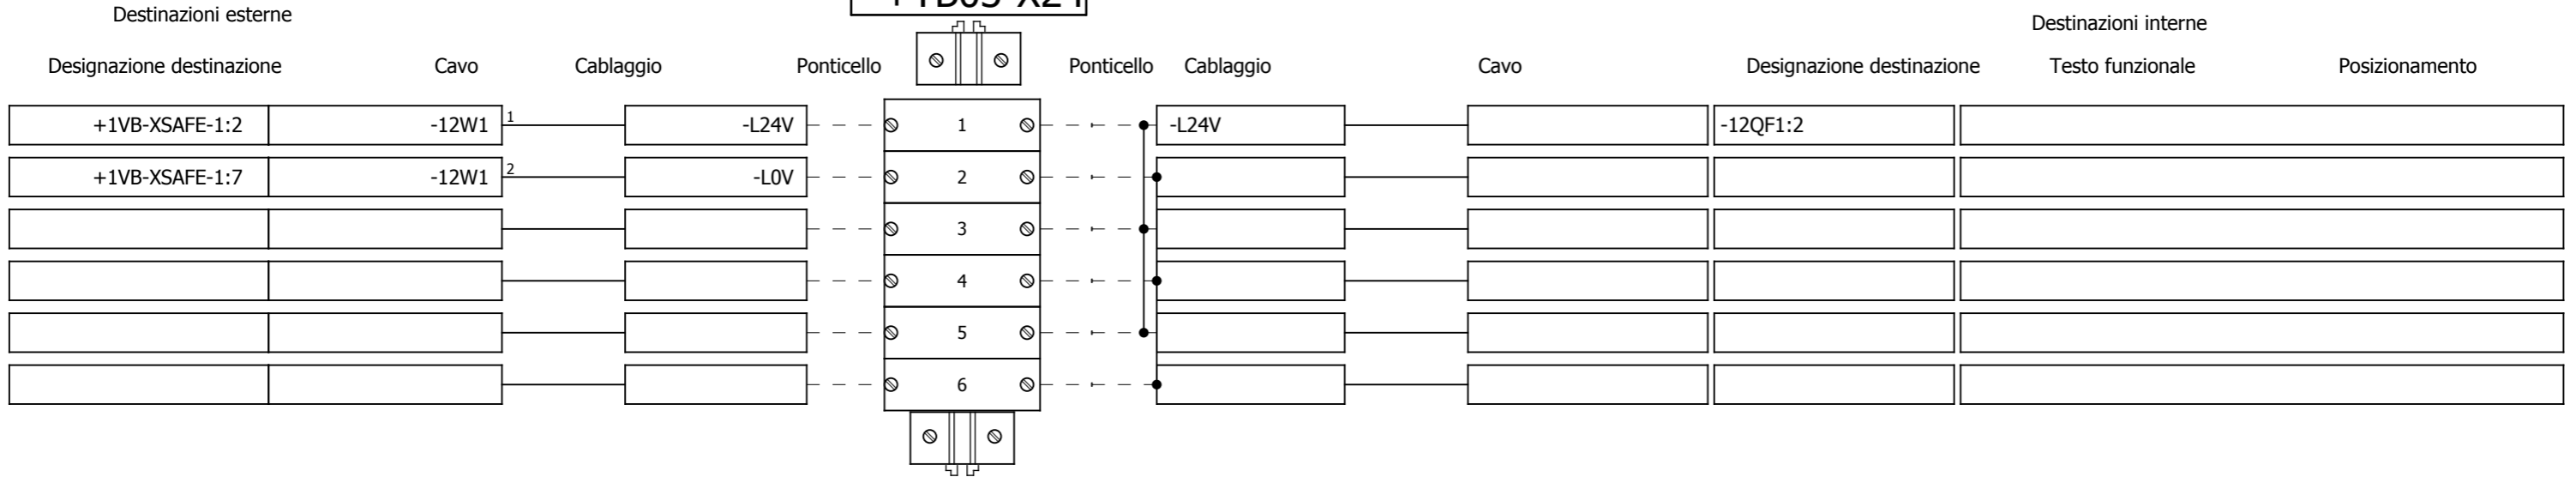 Destinazioni esterne
Destinazioni interne
Designazione destinazione Cavo Cablaggio Ponticello Ponticello Cablaggio Cavo Designazione destinazione Testo funzionale Posizionamento
+1VB-XSAFE-1:2 -12W1 1 -L24V 1 -L24V -12QF1:2
+1VB-XSAFE-1:7 -12W1 2 -L0V 2
3
4
5
6